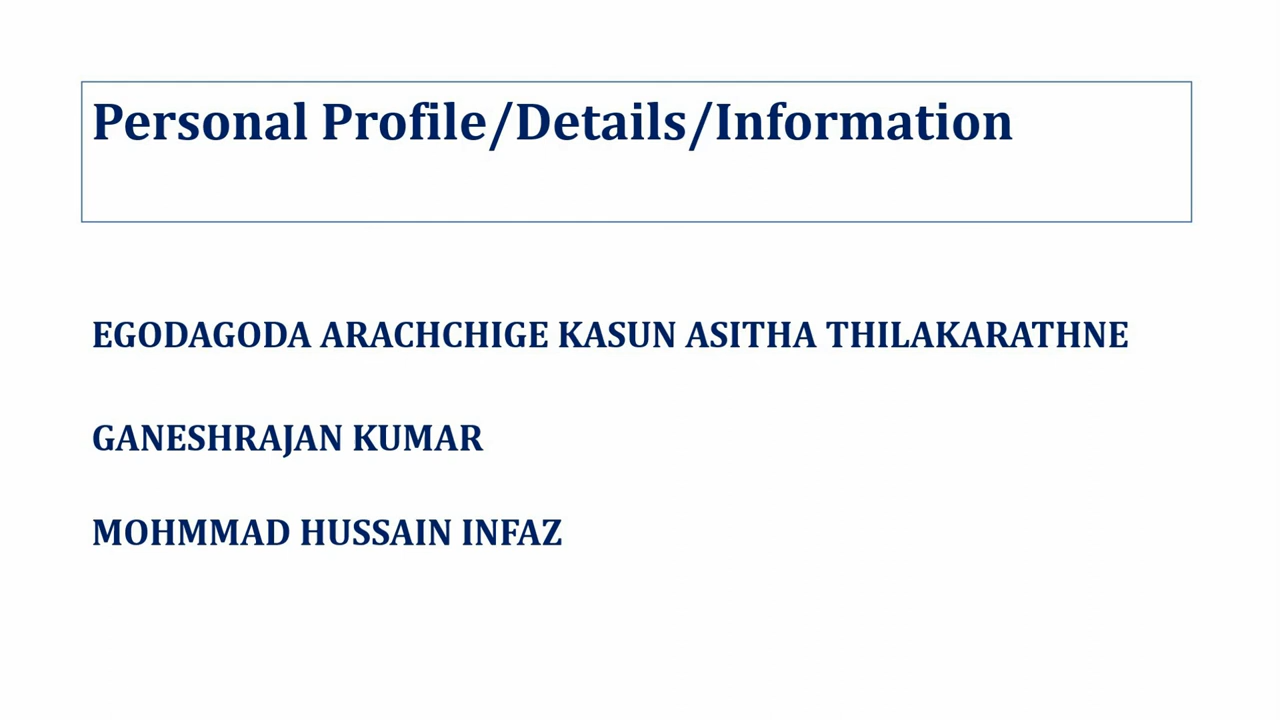 Personal Profile/Details/Information
EGODAGODA ARACHCHIGE KASUN ASITHA THILAKARATHNE
GANESHRAJAN KUMAR
MOHMMAD HUSSAIN INFAZ